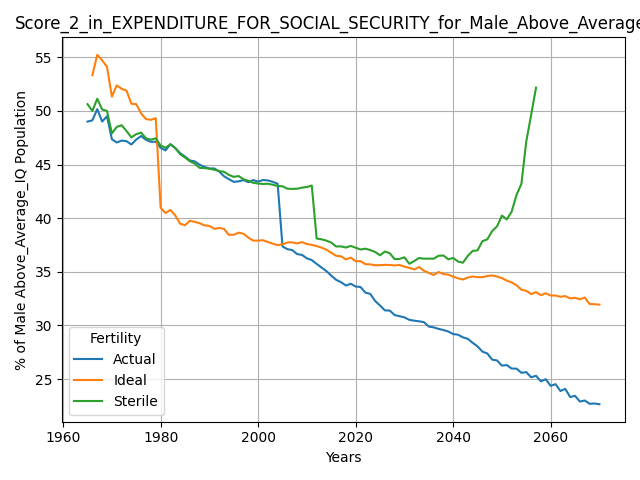 Score_2_in_EXPENDITURE_FOR_SOCIAL_SECURITY_for_Male_Above_Average
% of Male Above_Average_IQ Population
55
50
45
40
35
30
25
Fertility
Actual
Ideal
Sterile
1960 1980 2000 2020 2040 2060
Years